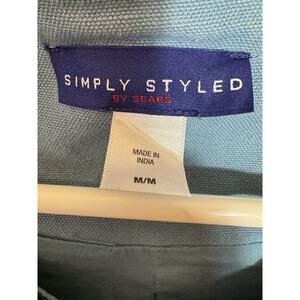 SIMPLY STYLED
BY SEARS
MADE IN
INDIA
M/M